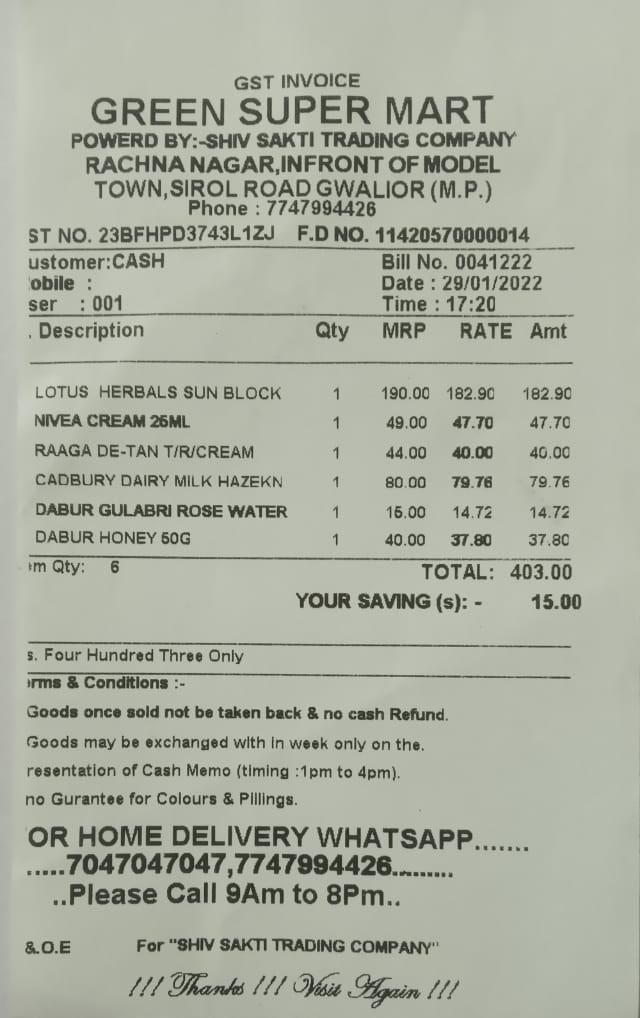 GST INVOICE
GREEN SUPER MART
POWERD BY:-SHIV SAKTI TRADING COMPANY
RACHNA NAGAR,INFRONT OF MODEL
TOWN,SIROL ROAD GWALIOR (M.P.)
Phone : 7747994426
ST NO. 23BFHPD3743L1ZJ F.D NO. 11420570000014
ustomer:CASH Bill No. 0041222
obile : Date : 29/01/2022
ser : 001 Time : 17:20
. Description Qty MRP RATE Amt
LOTUS HERBALS SUN BLOCK 1 190.00 182.90 182.90
NIVEA CREAM 25ML 1 49.00 47.70 47.70
RAAGA DE-TAN T/R/CREAM 1 44.00 40.00 40.00
CADBURY DAIRY MILK HAZEKN 1 80.00 79.76 79.76
DABUR GULABRI ROSE WATER 1 15.00 14.72 14.72
DABUR HONEY 50G 1 40.00 37.80 37.80
m Qty: 6 TOTAL: 403.00
YOUR SAVING (s): - 15.00
s. Four Hundred Three Only
rms & Conditions :-
Goods once sold not be taken back & no cash Refund.
Goods may be exchanged with in week only on the.
resentation of Cash Memo (timing :1pm to 4pm).
no Gurantee for Colours & Pillings.
OR HOME DELIVERY WHATSAPP.......
.....7047047047,7747994426.........
..Please Call 9Am to 8Pm..
&.O.E For "SHIV SAKTI TRADING COMPANY"
!!! Thanks !!! Visit Again !!!